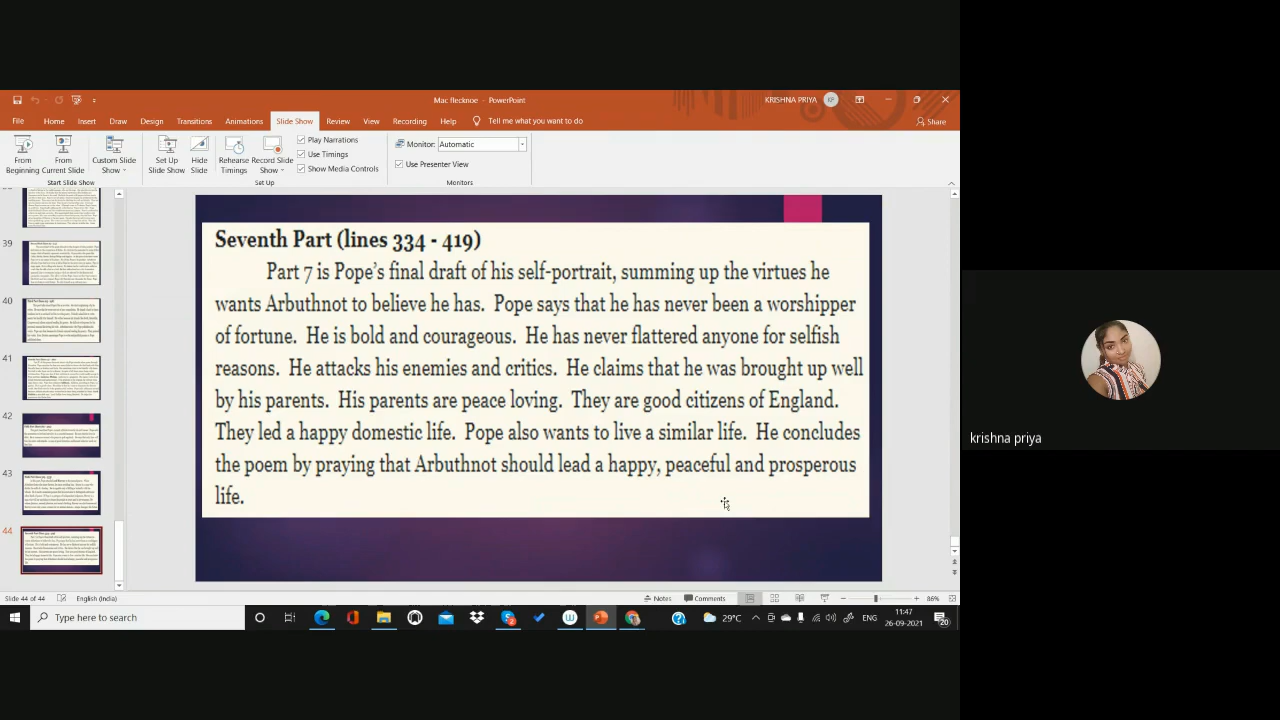 Mac flecknoe - PowerPoint
KRISHNA PRIYA
KP
File Home Insert Draw Design Transitions Animations Slide Show Review View Recording Help Tell me what you want to do
Share
From Beginning
From Current Slide
Custom Slide Show
Set Up Slide Show
Hide Slide
Rehearse Timings
Record Slide Show
Play Narrations
Use Timings
Show Media Controls
Monitor: Automatic
Use Presenter View
Start Slide Show
Set Up
Monitors
39
40
41
42
43
44
Seventh Part (lines 334 - 419)
Part 7 is Pope's final draft of his self-portrait, summing up the virtues he
wants Arbuthnot to believe he has. Pope says that he has never been a worshipper
of fortune. He is bold and courageous. He has never flattered anyone for selfish
reasons. He attacks his enemies and critics. He claims that he was brought up well
by his parents. His parents are peace loving. They are good citizens of England.
They led a happy domestic life. Pope also wants to live a similar life. He concludes
the poem by praying that Arbuthnot should lead a happy, peaceful and prosperous
life.
krishna priya
Slide 44 of 44
English (India)
Notes
Comments
86%
Type here to search
29°C
ENG
11:47
26-09-2021
20